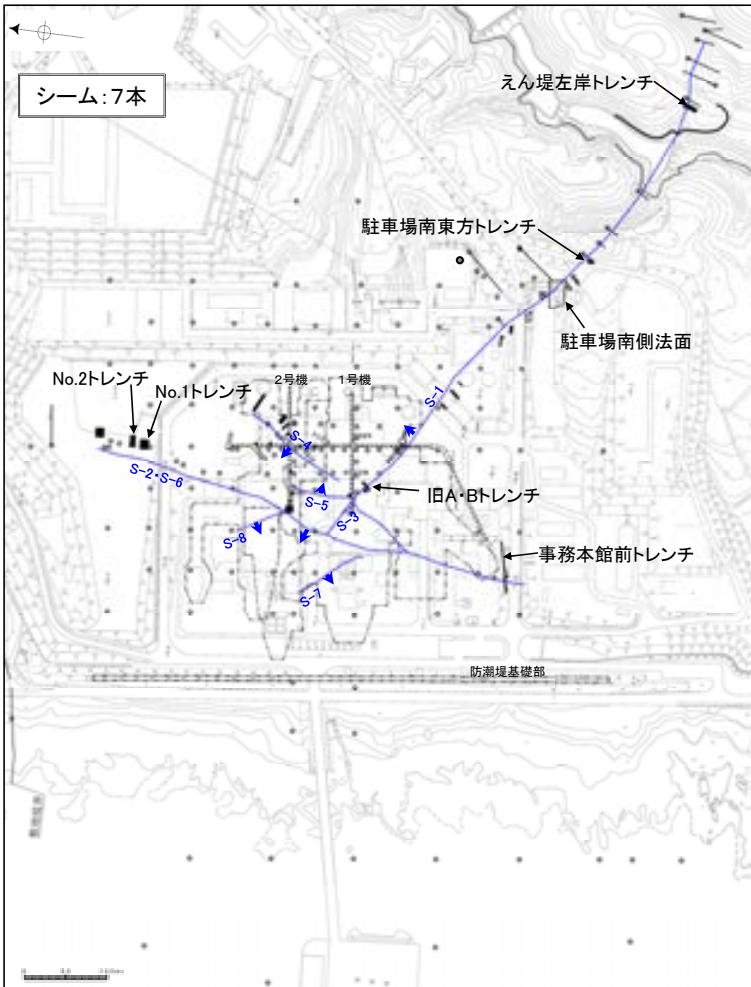 シーム：7本
えん堤左岸トレンチ
駐車場南東方トレンチ
駐車場南側法面
No.2トレンチ
No.1トレンチ
2号機
1号機
S-1
S-4
S-2・S-6
S-5
旧A・Bトレンチ
S-3
S-8
事務本館前トレンチ
S-7
防潮堤基礎部